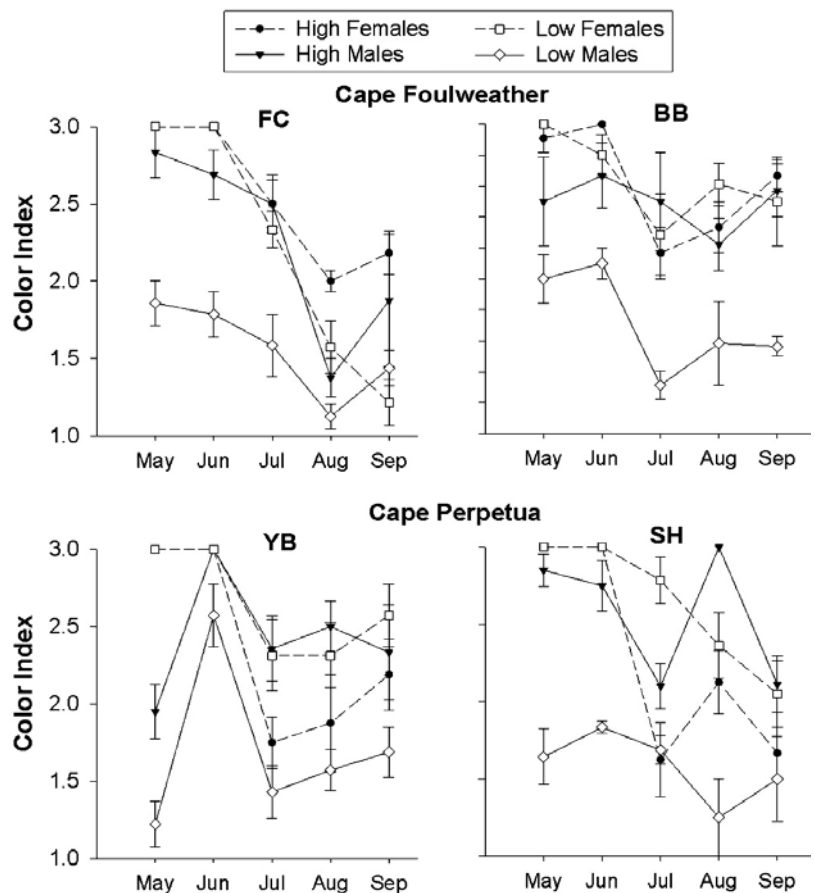 High Females Low Females
High Males Low Males
Cape Foulweather
FC BB
Color Index
3.0
2.5
2.0
1.5
1.0
May Jun Jul Aug Sep May Jun Jul Aug Sep
Cape Perpetua
YB SH
Color Index
3.0
2.5
2.0
1.5
1.0
May Jun Jul Aug Sep May Jun Jul Aug Sep